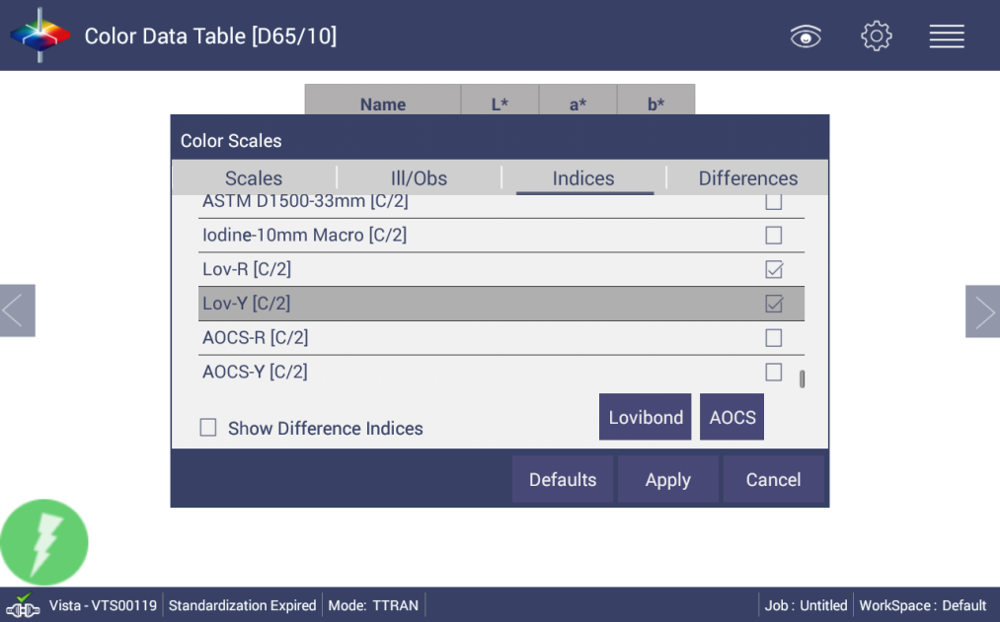 Color Data Table [D65/10]
Name L* a* b*
Color Scales
Scales Ill/Obs Indices Differences
ASTM D1500-33mm [C/2]
Iodine-10mm Macro [C/2]
Lov-R [C/2]
Lov-Y [C/2]
AOCS-R [C/2]
AOCS-Y [C/2]
Show Difference Indices Lovibond AOCS
Defaults Apply Cancel
Vista - VTS00119 Standardization Expired Mode: TTRAN Job : Untitled WorkSpace : Default